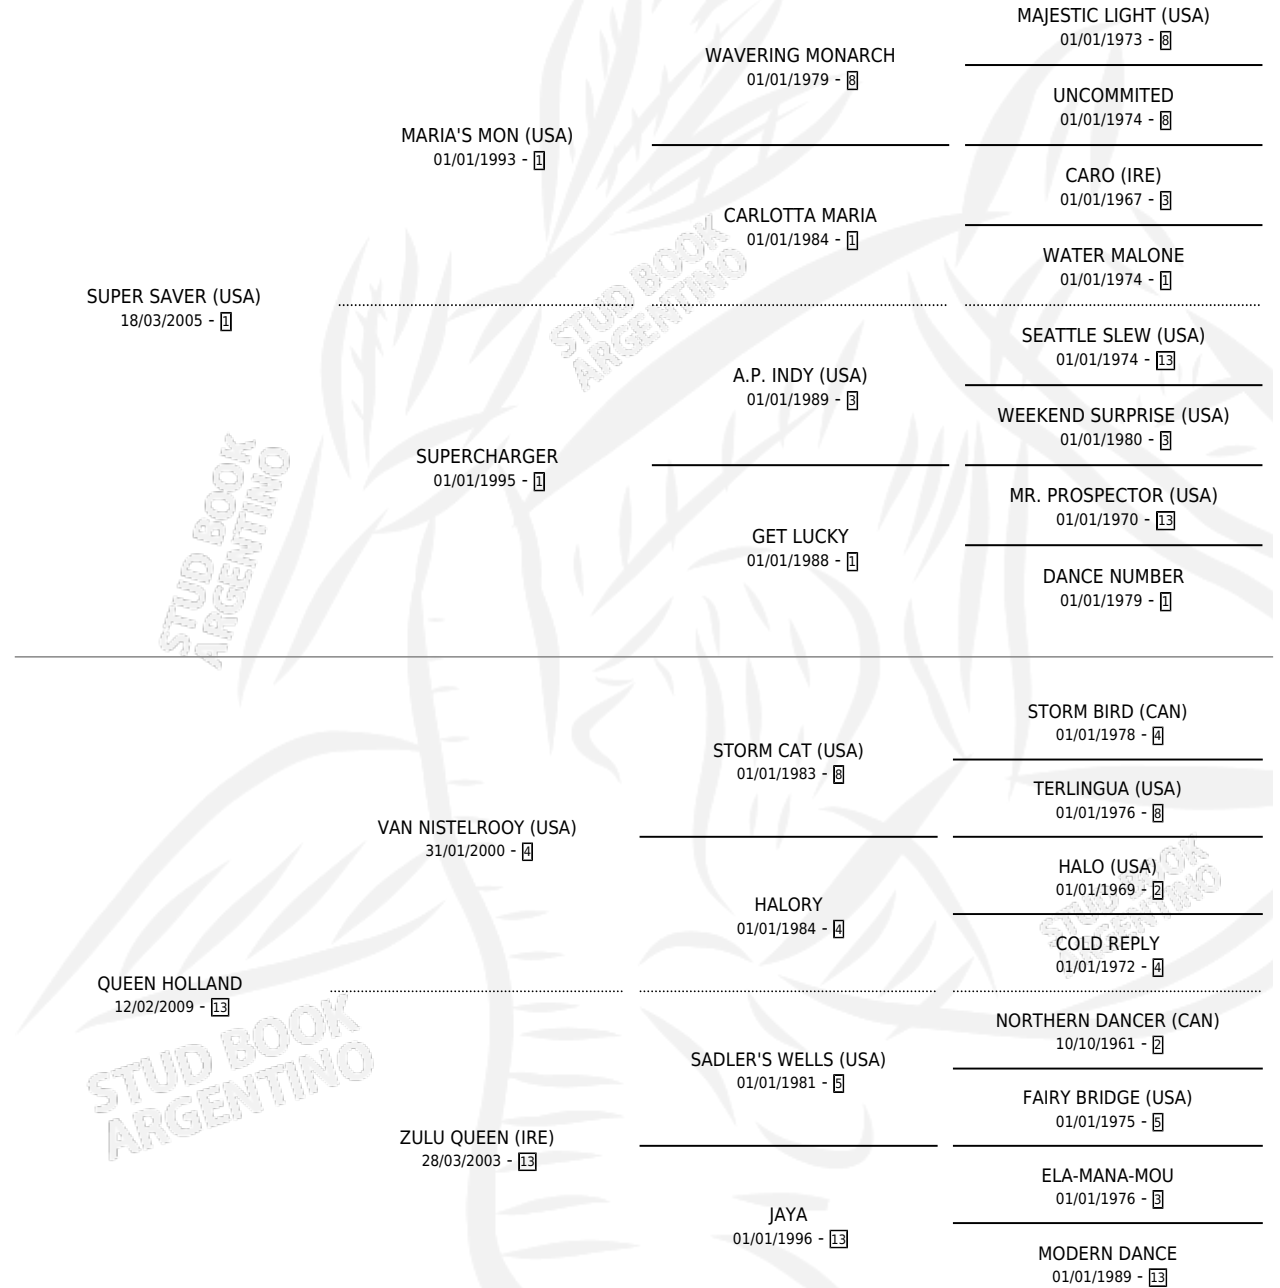 MAJESTIC LIGHT (USA)
01/01/1973 - 8
WAVERING MONARCH
01/01/1979 - 8
UNCOMMITED
01/01/1974 - 8
MARIA'S MON (USA)
01/01/1993 - 1
CARO (IRE)
01/01/1967 - 3
CARLOTTA MARIA
01/01/1984 - 1
WATER MALONE
01/01/1974 - 1
SUPER SAVER (USA)
18/03/2005 - 1
STUD BOOK
ARGENTINO
SEATTLE SLEW (USA)
01/01/1974 - 13
A.P. INDY (USA)
01/01/1989 - 3
WEEKEND SURPRISE (USA)
01/01/1980 - 3
SUPERCHARGER
01/01/1995 - 1
MR. PROSPECTOR (USA)
01/01/1970 - 13
GET LUCKY
01/01/1988 - 1
DANCE NUMBER
01/01/1979 - 1
STUD BOOK
ARGENTINO
STORM BIRD (CAN)
01/01/1978 - 4
STORM CAT (USA)
01/01/1983 - 8
TERLINGUA (USA)
01/01/1976 - 8
VAN NISTELROOY (USA)
31/01/2000 - 4
HALO (USA)
01/01/1969 - 2
HALORY
01/01/1984 - 4
COLD REPLY
01/01/1972 - 4
STUD BOOK
ARGENTINO
QUEEN HOLLAND
12/02/2009 - 13
NORTHERN DANCER (CAN)
10/10/1961 - 2
SADLER'S WELLS (USA)
01/01/1981 - 5
FAIRY BRIDGE (USA)
01/01/1975 - 5
STUD BOOK
ARGENTINO
ZULU QUEEN (IRE)
28/03/2003 - 13
ELA-MANA-MOU
01/01/1976 - 3
JAYA
01/01/1996 - 13
MODERN DANCE
01/01/1989 - 13